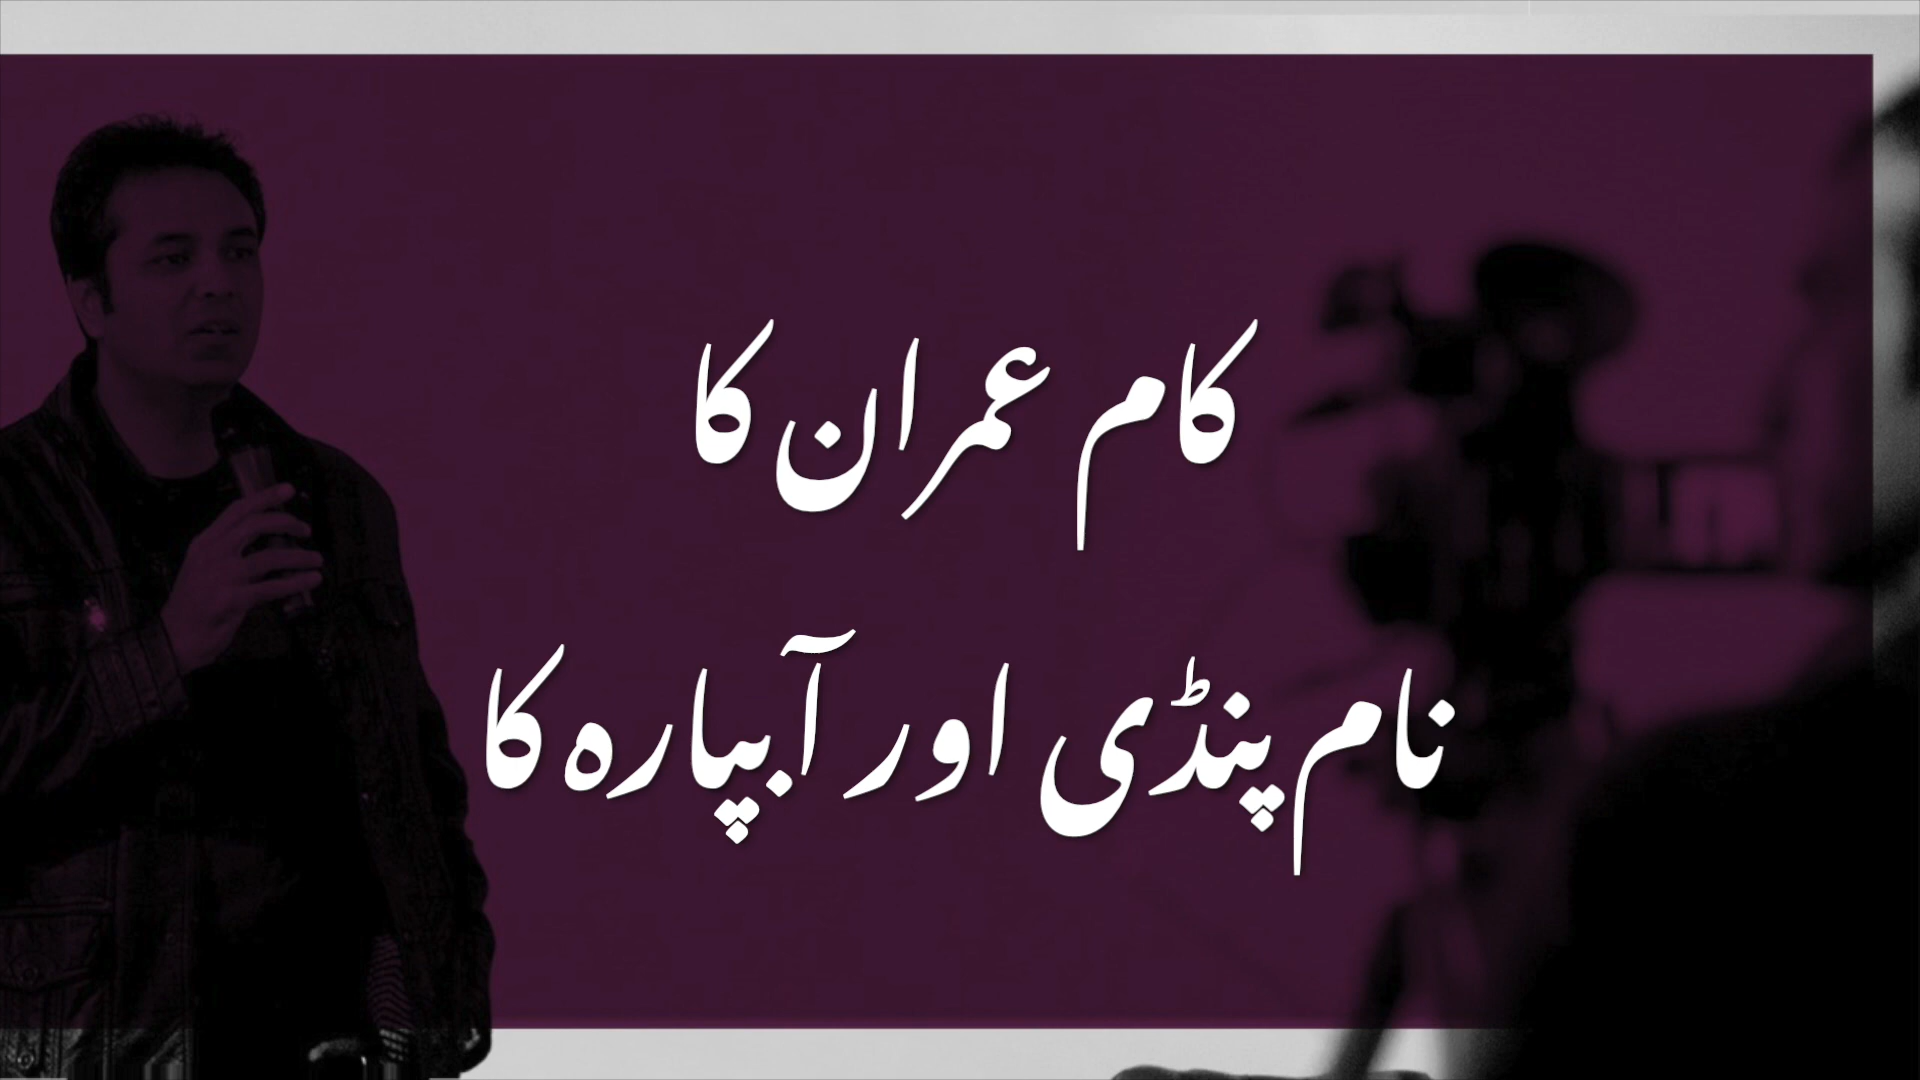 کام عمران کا
نام پنڈی اور آبپارہ کا